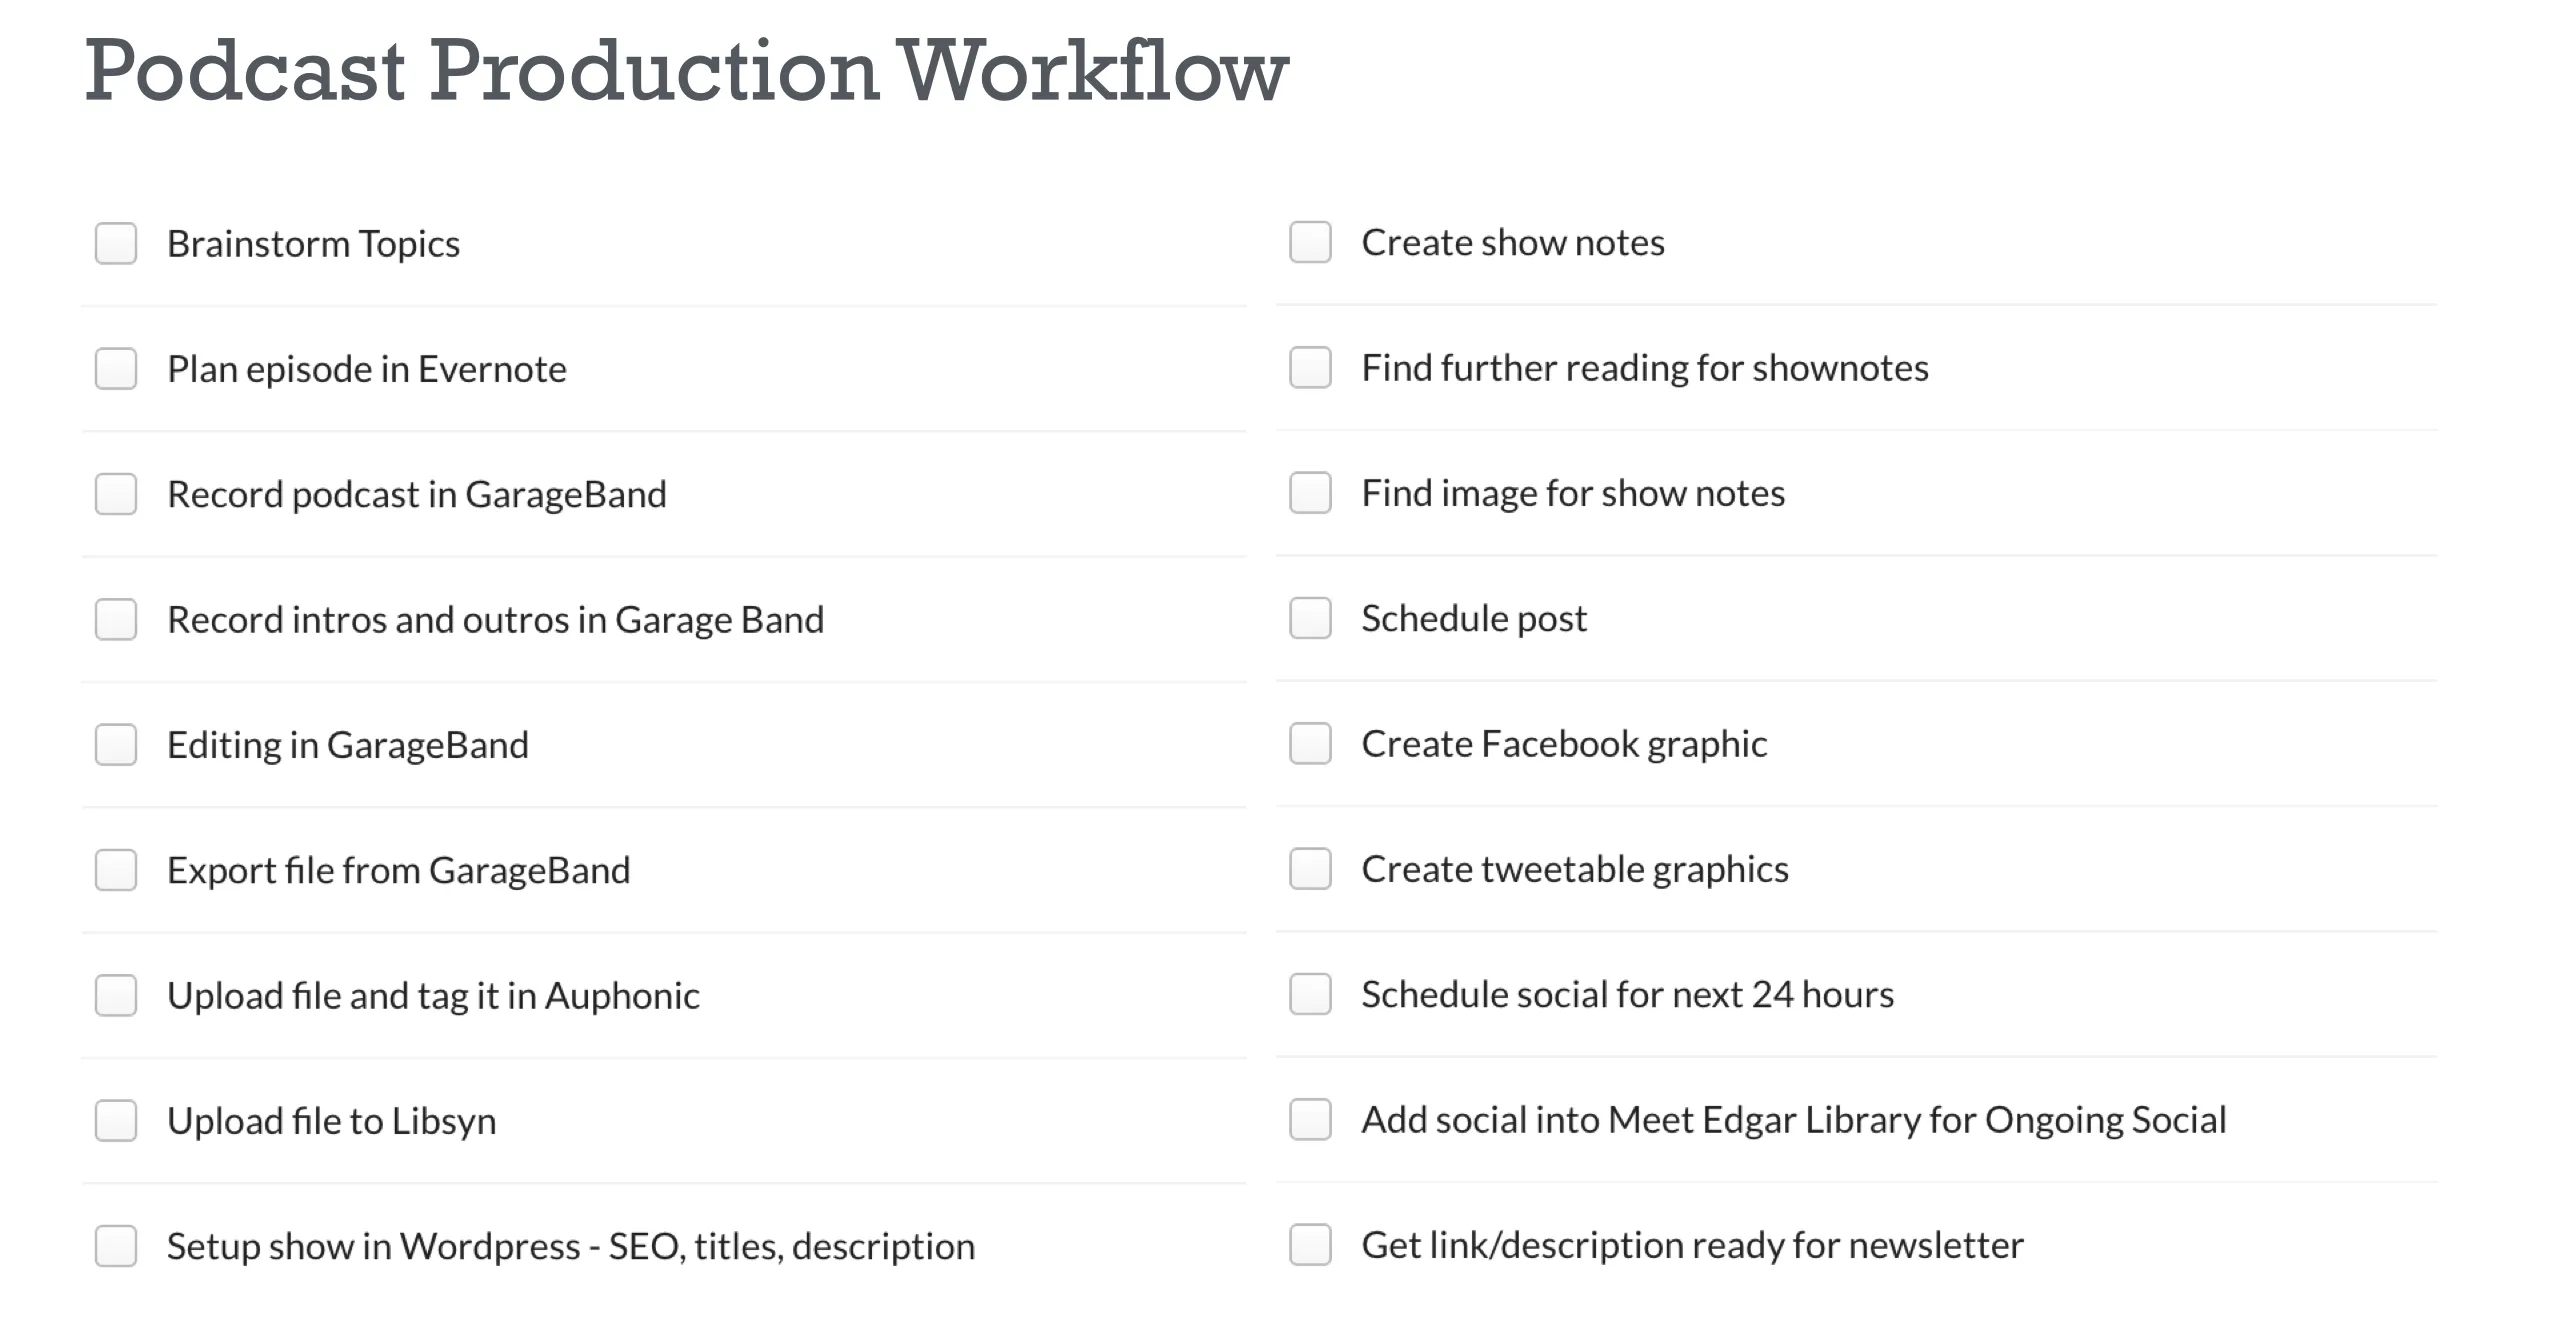 Podcast Production Workflow
Brainstorm Topics
Plan episode in Evernote
Record podcast in GarageBand
Record intros and outros in Garage Band
Editing in GarageBand
Export file from GarageBand
Upload file and tag it in Auphonic
Upload file to Libsyn
Setup show in Wordpress - SEO, titles, description
Create show notes
Find further reading for shownotes
Find image for show notes
Schedule post
Create Facebook graphic
Create tweetable graphics
Schedule social for next 24 hours
Add social into Meet Edgar Library for Ongoing Social
Get link/description ready for newsletter